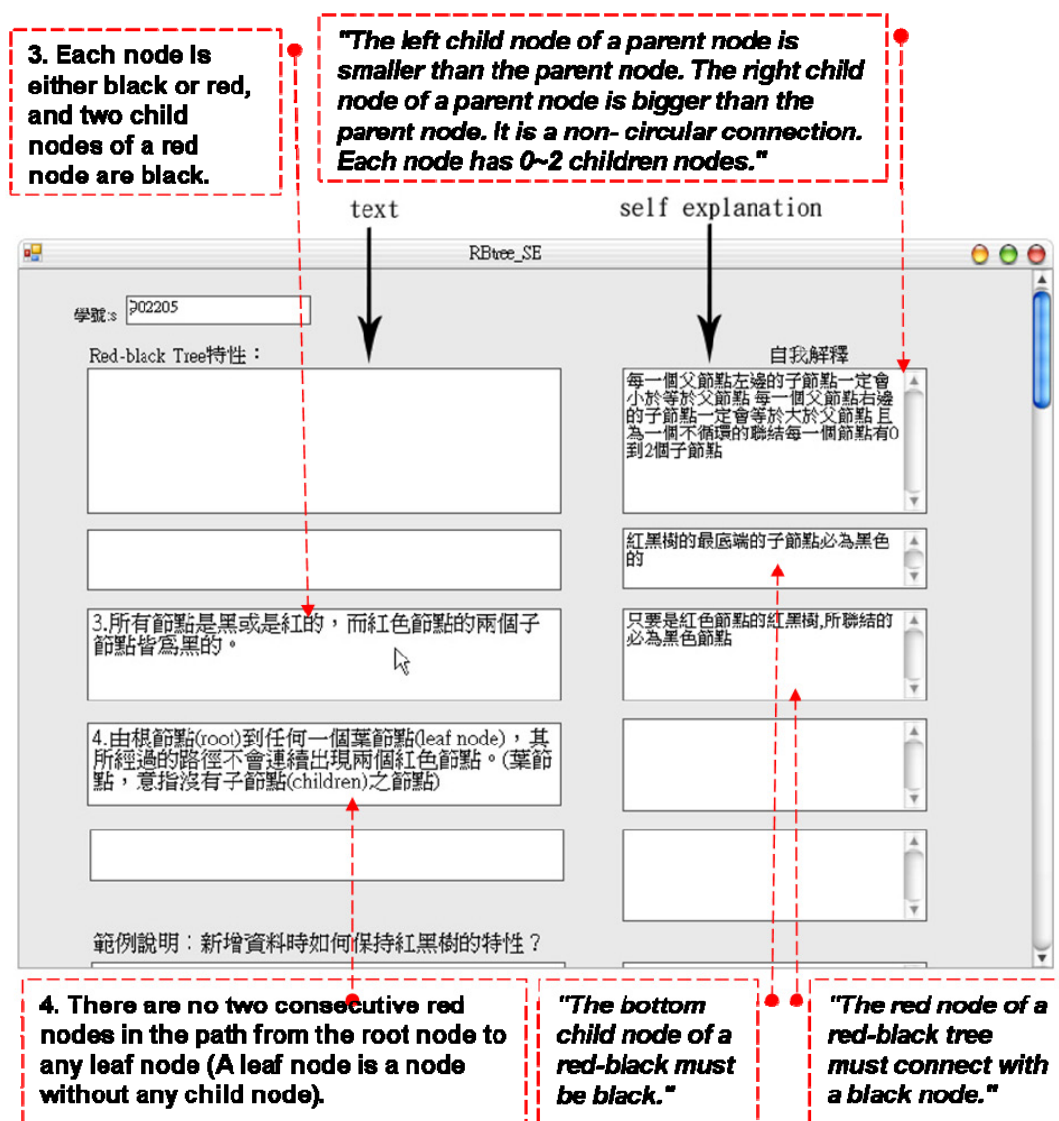 3. Each node is
either black or red,
and two child
nodes of a red
node are black.
"The left child node of a parent node is
smaller than the parent node. The right child
node of a parent node is bigger than the
parent node. It is a non- circular connection.
Each node has 0~2 children nodes."
text
self explanation
RBtree_SE
學號:s
902205
Red-black Tree特性：
自我解釋
每一個父節點左邊的子節點一定會
小於等於父節點 每一個父節點右邊
的子節點一定會等於大於父節點 且
為一個不循環的聯結每一個節點有0
到2個子節點
紅黑樹的最底端的子節點必為黑色
的
3.所有節點是黑或是紅的，而紅色節點的兩個子
節點皆為黑的。
只要是紅色節點的紅黑樹,所聯結的
必為黑色節點
4.由根節點(root)到任何一個葉節點(leaf node)，其
所經過的路徑不會連續出現兩個紅色節點。(葉節
點，意指沒有子節點(children)之節點)
範例說明：新增資料時如何保持紅黑樹的特性？
4. There are no two consecutive red
nodes in the path from the root node to
any leaf node (A leaf node is a node
without any child node).
"The bottom
child node of a
red-black must
be black."
"The red node of a
red-black tree
must connect with
a black node."